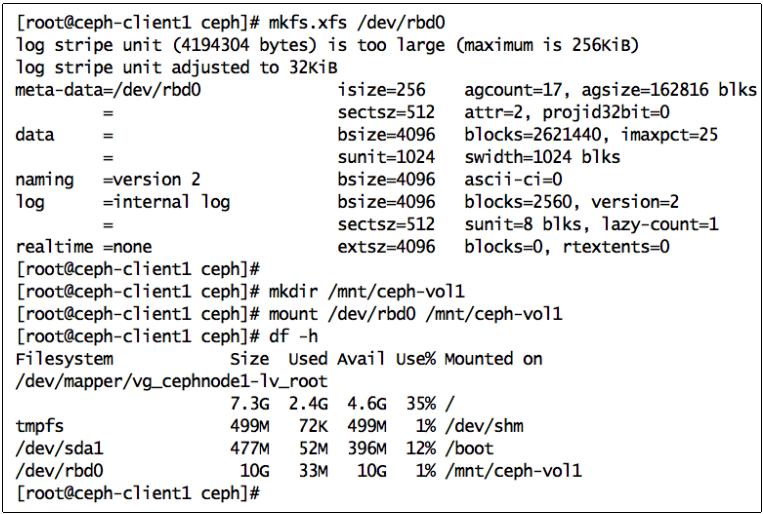 [root@ceph-client1 ceph]# mkfs.xfs /dev/rbd0
log stripe unit (4194304 bytes) is too large (maximum is 256KiB)
log stripe unit adjusted to 32KiB
meta-data=/dev/rbd0              isize=256    agcount=17, agsize=162816 blks
         =                       sectsz=512   attr=2, projid32bit=0
data     =                       bsize=4096   blocks=2621440, imaxpct=25
         =                       sunit=1024   swidth=1024 blks
naming   =version 2              bsize=4096   ascii-ci=0
log      =internal log           bsize=4096   blocks=2560, version=2
         =                       sectsz=512   sunit=8 blks, lazy-count=1
realtime =none                   extsz=4096   blocks=0, rtextents=0
[root@ceph-client1 ceph]#
[root@ceph-client1 ceph]# mkdir /mnt/ceph-vol1
[root@ceph-client1 ceph]# mount /dev/rbd0 /mnt/ceph-vol1
[root@ceph-client1 ceph]# df -h
Filesystem            Size  Used Avail Use% Mounted on
/dev/mapper/vg_cephnode1-lv_root
                      7.3G  2.4G  4.6G  35% /
tmpfs                 499M   72K  499M   1% /dev/shm
/dev/sda1             477M   52M  396M  12% /boot
/dev/rbd0              10G   33M   10G   1% /mnt/ceph-vol1
[root@ceph-client1 ceph]#